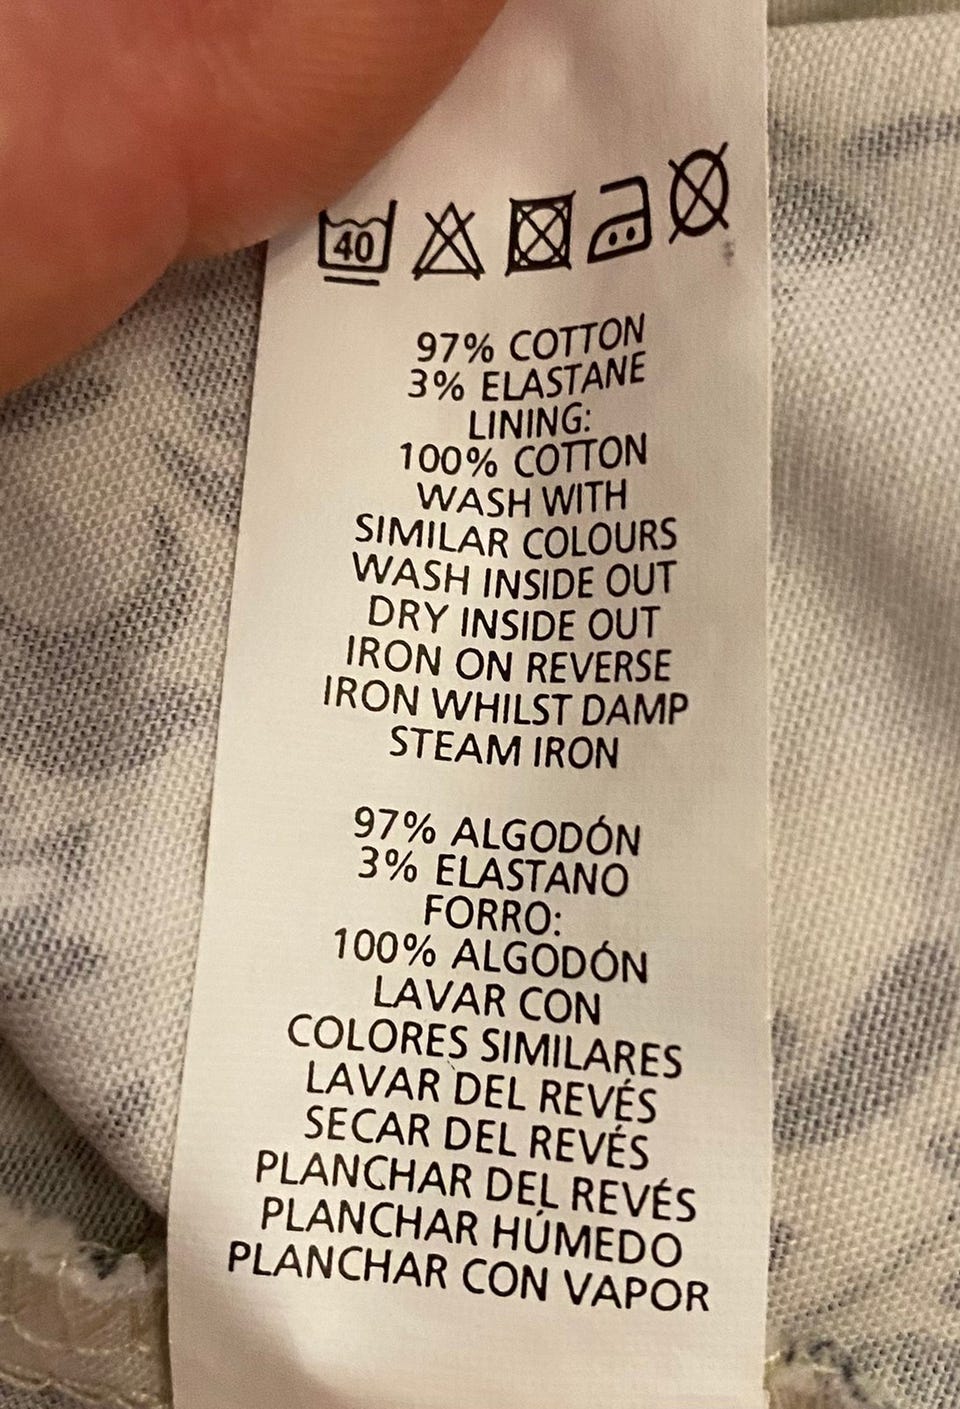 40
97% COTTON
3% ELASTANE
LINING:
100% COTTON
WASH WITH
SIMILAR COLOURS
WASH INSIDE OUT
DRY INSIDE OUT
IRON ON REVERSE
IRON WHILST DAMP
STEAM IRON
97% ALGODÓN
3% ELASTANO
FORRO:
100% ALGODÓN
LAVAR CON
COLORES SIMILARES
LAVAR DEL REVÉS
SECAR DEL REVÉS
PLANCHAR DEL REVÉS
PLANCHAR HÚMEDO
PLANCHAR CON VAPOR